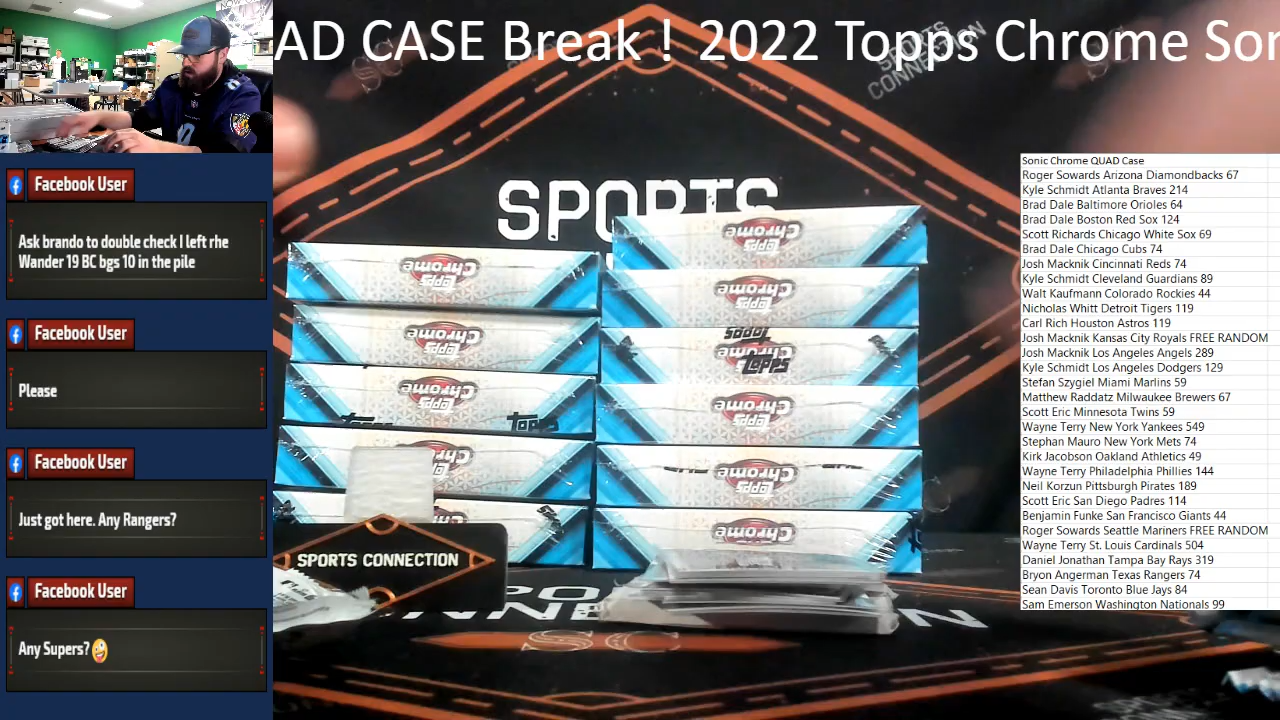 AD CASE Break ! 2022 Topps Chrome Son
SPORTS CONNECTION
SC
SPORTS
Facebook User
Ask brando to double check I left rhe
Wander 19 BC bgs 10 in the pile
Facebook User
Please
Facebook User
Just got here. Any Rangers?
Facebook User
Any Supers?🤪
Topps Chrome
Topps Chrome
Topps Chrome
Topps Chrome
Topps Chrome
Topps Chrome
Topps
Topps Chrome
Topps
Topps
Topps Chrome
Topps Chrome
Topps Chrome
SPORTS CONNECTION
SC
Sonic Chrome QUAD Case
Roger Sowards Arizona Diamondbacks 67
Kyle Schmidt Atlanta Braves 214
Brad Dale Baltimore Orioles 64
Brad Dale Boston Red Sox 124
Scott Richards Chicago White Sox 69
Brad Dale Chicago Cubs 74
Josh Macknik Cincinnati Reds 74
Kyle Schmidt Cleveland Guardians 89
Walt Kaufmann Colorado Rockies 44
Nicholas Whitt Detroit Tigers 119
Carl Rich Houston Astros 119
Josh Macknik Kansas City Royals FREE RANDOM
Josh Macknik Los Angeles Angels 289
Kyle Schmidt Los Angeles Dodgers 129
Stefan Szygiel Miami Marlins 59
Matthew Raddatz Milwaukee Brewers 67
Scott Eric Minnesota Twins 59
Wayne Terry New York Yankees 549
Stephan Mauro New York Mets 74
Kirk Jacobson Oakland Athletics 49
Wayne Terry Philadelphia Phillies 144
Neil Korzun Pittsburgh Pirates 189
Scott Eric San Diego Padres 114
Benjamin Funke San Francisco Giants 44
Roger Sowards Seattle Mariners FREE RANDOM
Wayne Terry St. Louis Cardinals 504
Daniel Jonathan Tampa Bay Rays 319
Bryon Angerman Texas Rangers 74
Sean Davis Toronto Blue Jays 84
Sam Emerson Washington Nationals 99